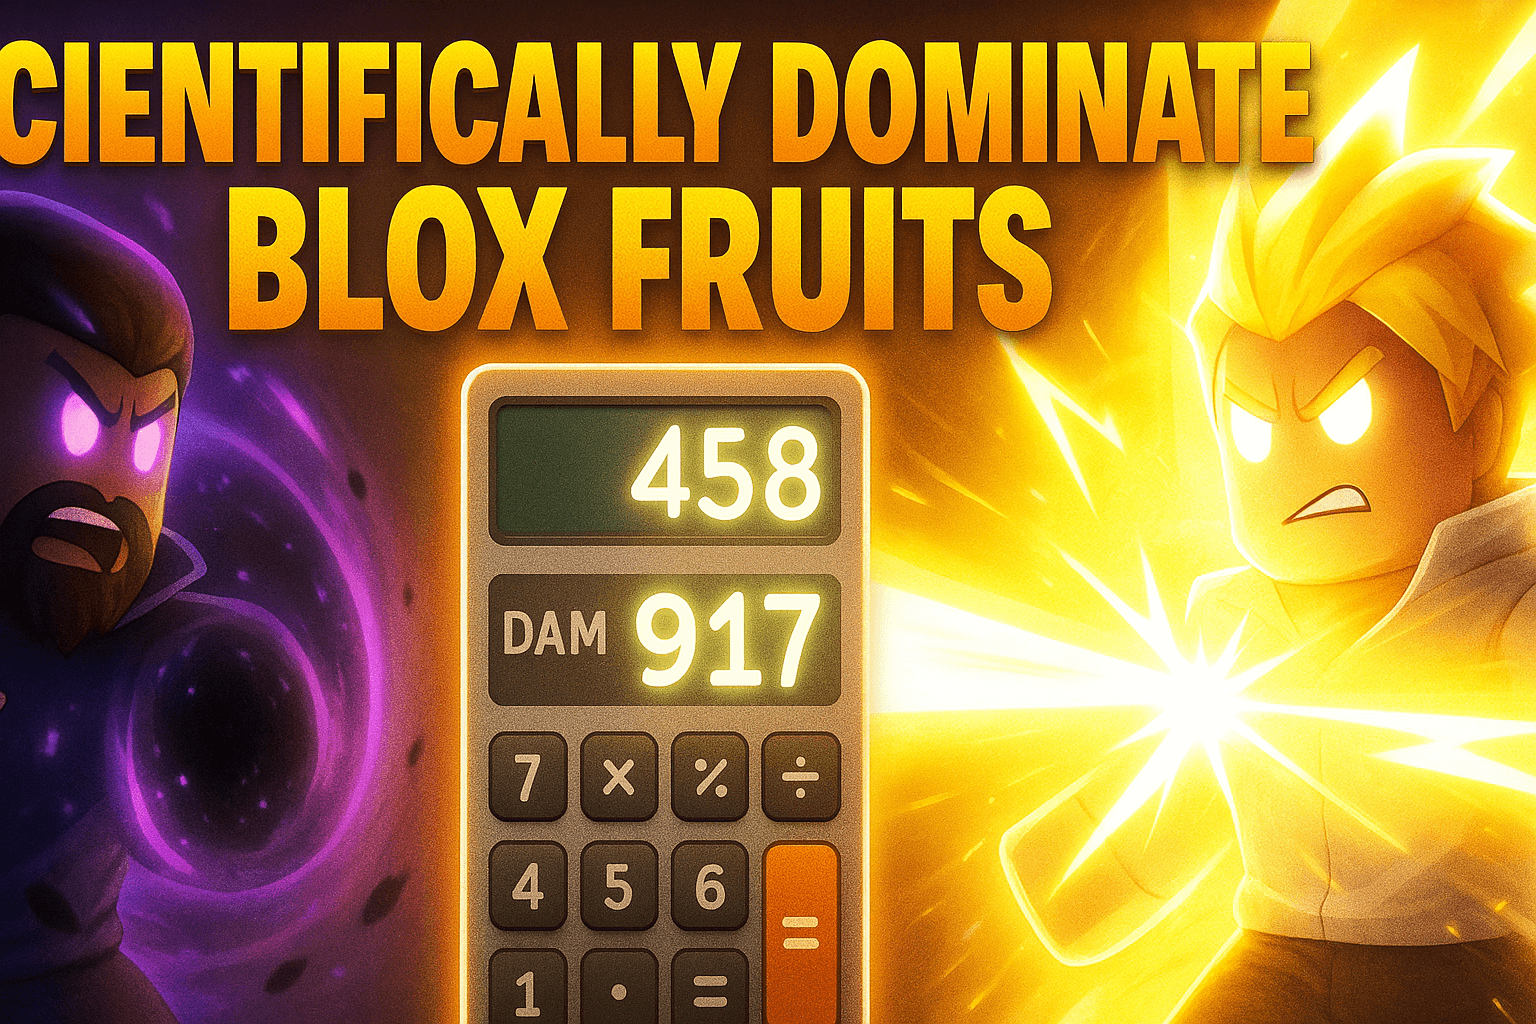 CIENTIFICALLY DOMINATE
BLOX FRUITS
458
DAM 917
7 × % ÷
4 5 6 =
1 . =